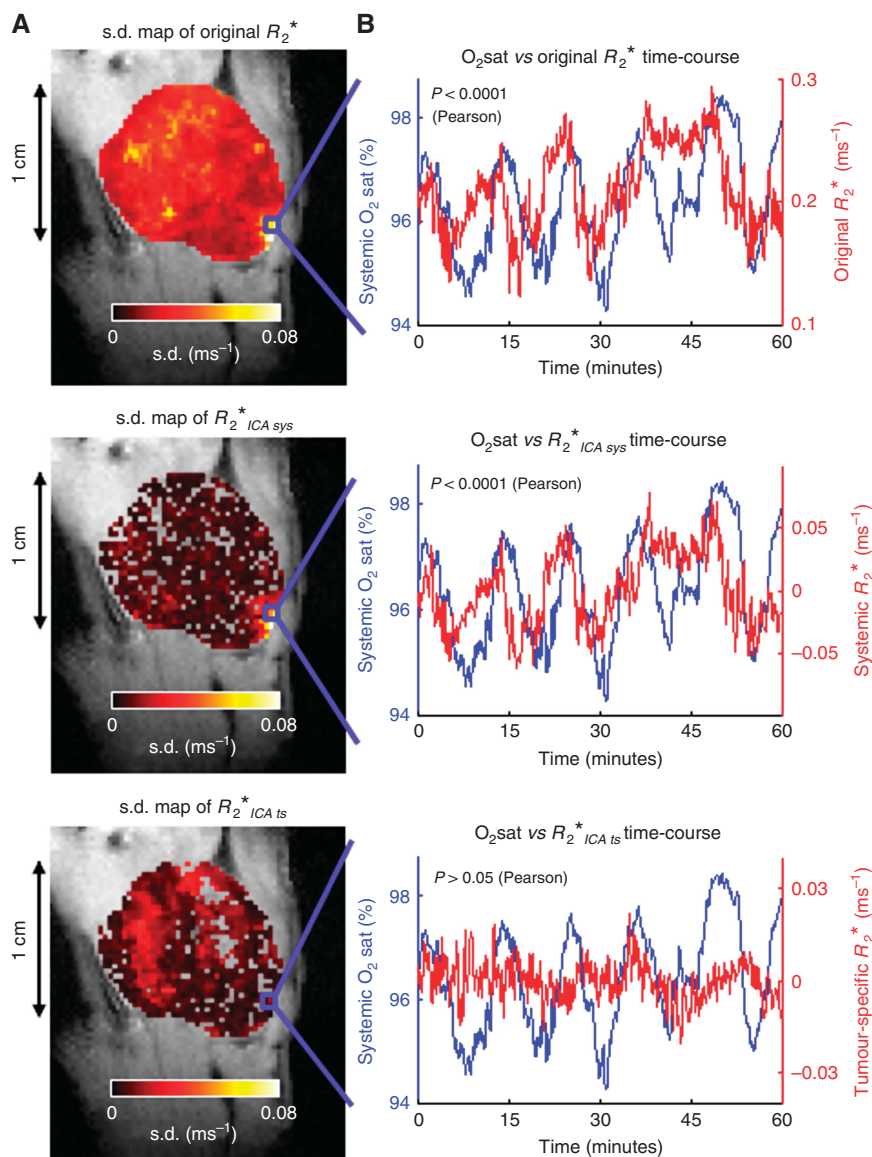 A
s.d. map of original R2*
1 cm
0 0.08
s.d. (ms−1)
B
O2sat vs original R2* time-course
P < 0.0001
(Pearson)
Systemic O2 sat (%)
98
96
94
Original R2* (ms−1)
0.3
0.2
0.1
0 15 30 45 60
Time (minutes)
s.d. map of R2*ICA sys
1 cm
0 0.08
s.d. (ms−1)
O2sat vs R2*ICA sys time-course
P < 0.0001 (Pearson)
Systemic O2 sat (%)
98
96
94
Systemic R2* (ms−1)
0.05
0
−0.05
0 15 30 45 60
Time (minutes)
s.d. map of R2*ICA ts
1 cm
0 0.08
s.d. (ms−1)
O2sat vs R2*ICA ts time-course
P > 0.05 (Pearson)
Systemic O2 sat (%)
98
96
94
Tumour-specific R2* (ms−1)
0.03
0
−0.03
0 15 30 45 60
Time (minutes)